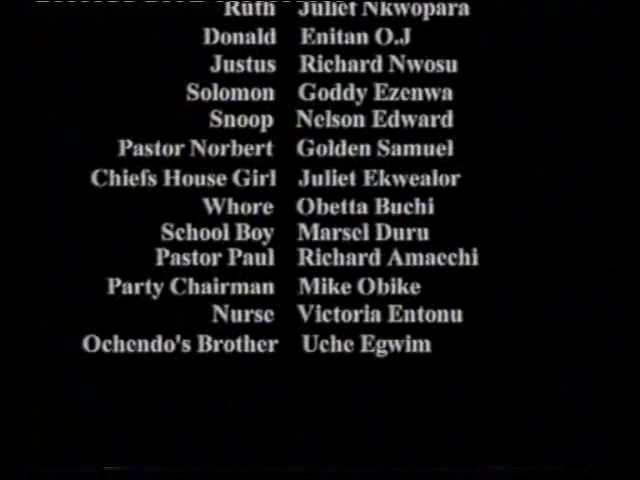 Ruth Juliet Nkwopara
Donald Enitan O.J
Justus Richard Nwosu
Solomon Goddy Ezenwa
Snoop Nelson Edward
Pastor Norbert Golden Samuel
Chiefs House Girl Juliet Ekwealor
Whore Obetta Buchi
School Boy Marsel Duru
Pastor Paul Richard Amaechi
Party Chairman Mike Obike
Nurse Victoria Entonu
Ochendo's Brother Uche Egwim